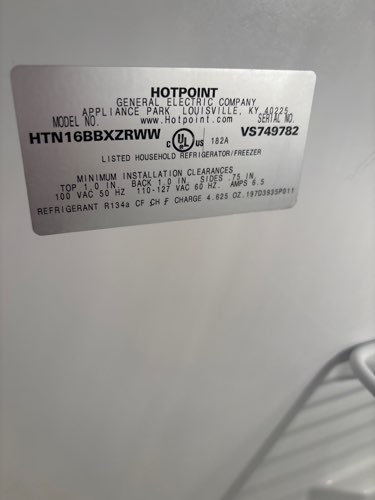 HOTPOINT
GENERAL ELECTRIC COMPANY
APPLIANCE PARK LOUISVILLE, KY 40225
MODEL NO. www.Hotpoint.com SERIAL NO.
HTN16BBXZRWW C UL US 182A VS749782
LISTED HOUSEHOLD REFRIGERATOR/FREEZER
MINIMUM INSTALLATION CLEARANCES
TOP 1.0 IN. BACK 1.0 IN. SIDES .75 IN.
100 VAC 50 HZ 110-127 VAC 60 HZ. AMPS 6.5
REFRIGERANT R134a CF CH F CHARGE 4.625 OZ. 197D3935P011